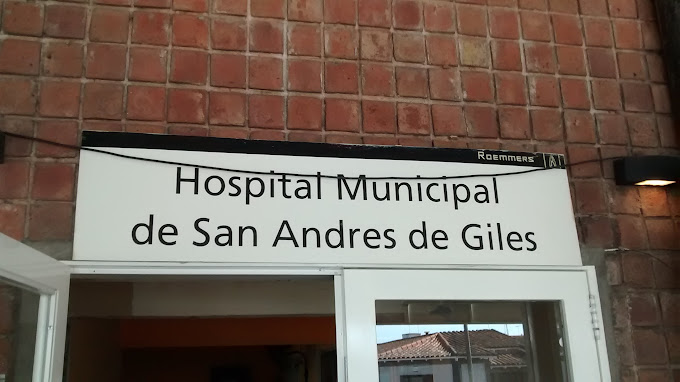 ROEMMERS
Hospital Municipal
de San Andres de Giles